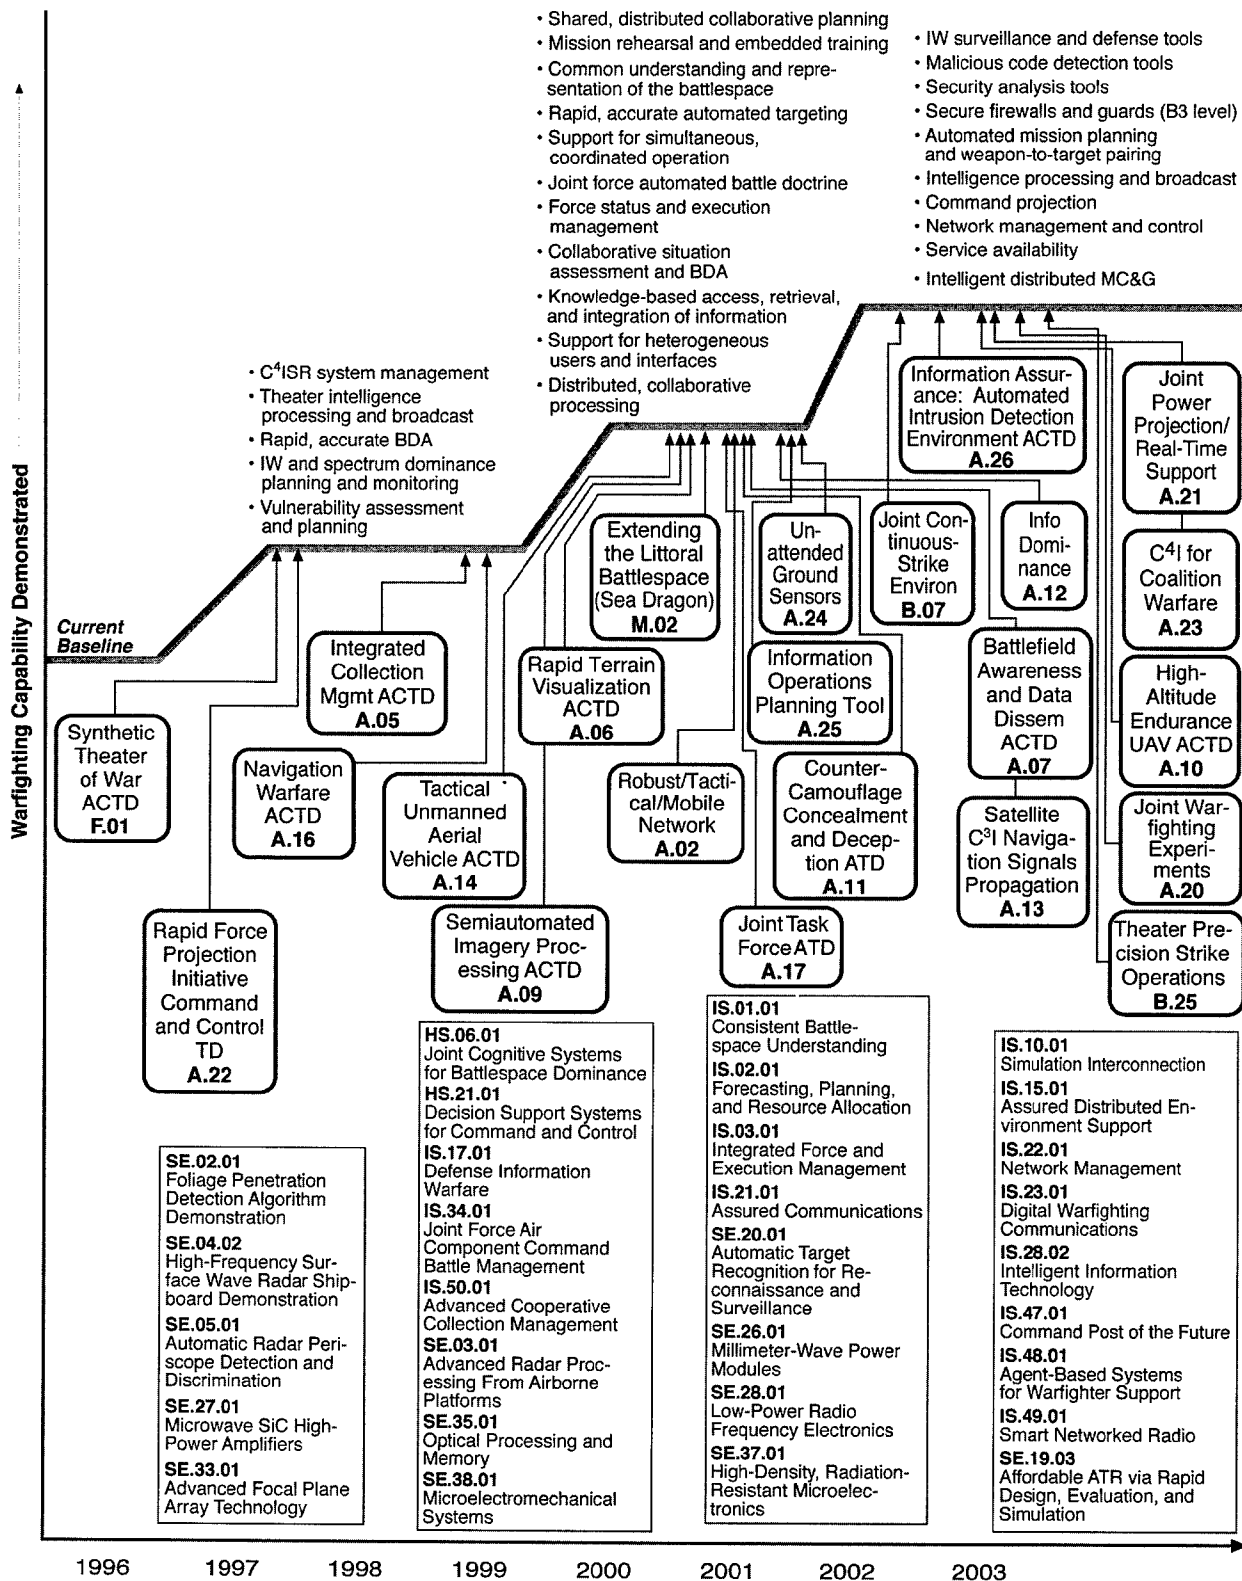 • Shared, distributed collaborative planning
• Mission rehearsal and embedded training
• Common understanding and repre-
sentation of the battlespace
• Rapid, accurate automated targeting
• Support for simultaneous,
coordinated operation
• Joint force automated battle doctrine
• Force status and execution
management
• Collaborative situation
assessment and BDA
• Knowledge-based access, retrieval,
and integration of information
• Support for heterogeneous
users and interfaces
• Distributed, collaborative
processing
• IW surveillance and defense tools
• Malicious code detection tools
• Security analysis tools
• Secure firewalls and guards (B3 level)
• Automated mission planning
and weapon-to-target pairing
• Intelligence processing and broadcast
• Command projection
• Network management and control
• Service availability
• Intelligent distributed MC&G
• C⁴ISR system management
• Theater intelligence
processing and broadcast
• Rapid, accurate BDA
• IW and spectrum dominance
planning and monitoring
• Vulnerability assessment
and planning
Warfighting Capability Demonstrated
Current
Baseline
Synthetic
Theater
of War
ACTD
F.01
Rapid Force
Projection
Initiative
Command
and Control
TD
A.22
Navigation
Warfare
ACTD
A.16
Integrated
Collection
Mgmt ACTD
A.05
Tactical
Unmanned
Aerial
Vehicle ACTD
A.14
Semiautomated
Imagery Proc-
essing ACTD
A.09
Rapid Terrain
Visualization
ACTD
A.06
Extending
the Littoral
Battlespace
(Sea Dragon)
M.02
Robust/Tacti-
cal/Mobile
Network
A.02
Joint Task
Force ATD
A.17
Un-
attended
Ground
Sensors
A.24
Information
Operations
Planning Tool
A.25
Counter-
Camouflage
Concealment
and Decep-
tion ATD
A.11
Joint Con-
tinuous-
Strike
Environ
B.07
Information Assur-
ance: Automated
Intrusion Detection
Environment ACTD
A.26
Info
Domi-
nance
A.12
Battlefield
Awareness
and Data
Dissem
ACTD
A.07
Satellite
C³I Naviga-
tion Signals
Propagation
A.13
Joint
Power
Projection/
Real-Time
Support
A.21
C⁴I for
Coalition
Warfare
A.23
High-
Altitude
Endurance
UAV ACTD
A.10
Joint War-
fighting
Experi-
ments
A.20
Theater Pre-
cision Strike
Operations
B.25
SE.02.01
Foliage Penetration
Detection Algorithm
Demonstration
SE.04.02
High-Frequency Sur-
face Wave Radar Ship-
board Demonstration
SE.05.01
Automatic Radar Peri-
scope Detection and
Discrimination
SE.27.01
Microwave SiC High-
Power Amplifiers
SE.33.01
Advanced Focal Plane
Array Technology
HS.06.01
Joint Cognitive Systems
for Battlespace Dominance
HS.21.01
Decision Support Systems
for Command and Control
IS.17.01
Defense Information
Warfare
IS.34.01
Joint Force Air
Component Command
Battle Management
IS.50.01
Advanced Cooperative
Collection Management
SE.03.01
Advanced Radar Proc-
essing From Airborne
Platforms
SE.35.01
Optical Processing and
Memory
SE.38.01
Microelectromechanical
Systems
IS.01.01
Consistent Battle-
space Understanding
IS.02.01
Forecasting, Planning,
and Resource Allocation
IS.03.01
Integrated Force and
Execution Management
IS.21.01
Assured Communications
SE.20.01
Automatic Target
Recognition for Re-
connaissance and
Surveillance
SE.26.01
Millimeter-Wave Power
Modules
SE.28.01
Low-Power Radio
Frequency Electronics
SE.37.01
High-Density, Radiation-
Resistant Microelec-
tronics
IS.10.01
Simulation Interconnection
IS.15.01
Assured Distributed En-
vironment Support
IS.22.01
Network Management
IS.23.01
Digital Warfighting
Communications
IS.28.02
Intelligent Information
Technology
IS.47.01
Command Post of the Future
IS.48.01
Agent-Based Systems
for Warfighter Support
IS.49.01
Smart Networked Radio
SE.19.03
Affordable ATR via Rapid
Design, Evaluation, and
Simulation
1996 1997 1998 1999 2000 2001 2002 2003